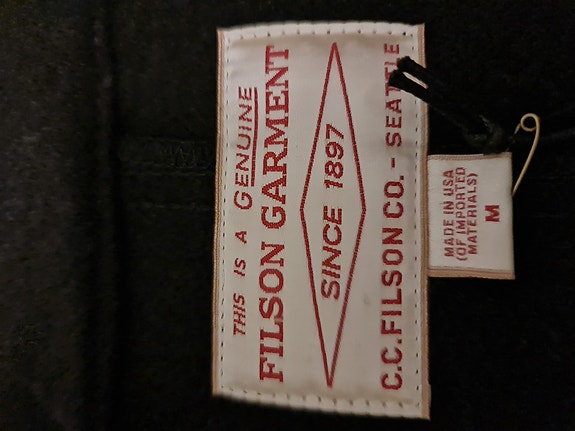 THIS IS A GENUINE
FILSON GARMENT
SINCE 1897
C.C. FILSON CO. - SEATTLE
MADE IN USA
(OF IMPORTED
MATERIALS)
M